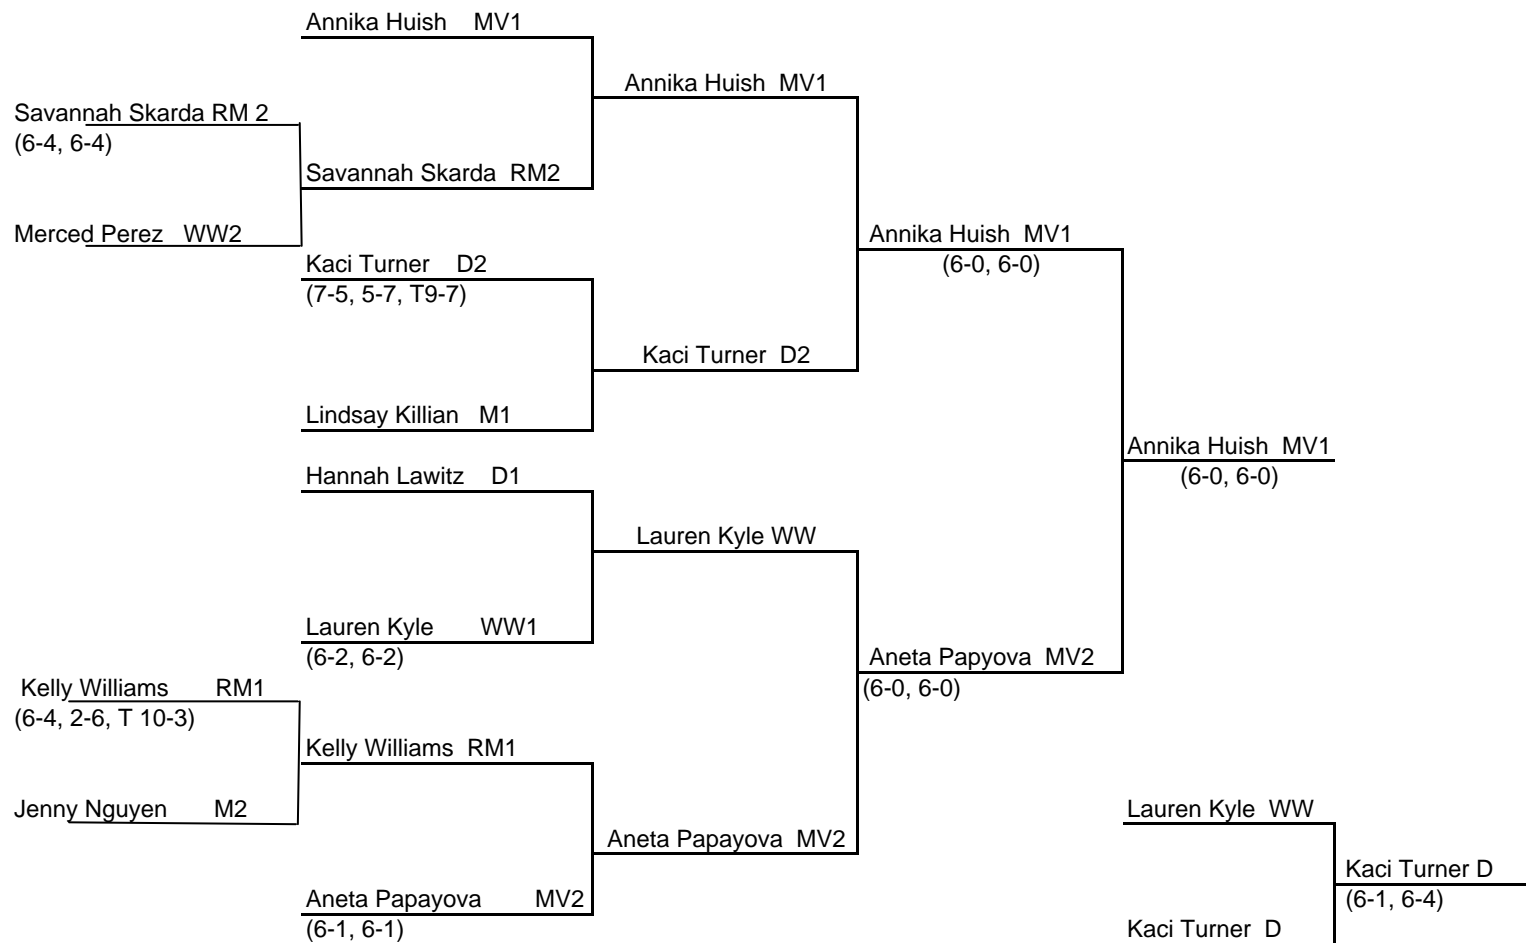 Annika Huish MV1
Annika Huish MV1
Savannah Skarda RM 2
(6-4, 6-4)
Savannah Skarda RM2
Merced Perez WW2
Annika Huish MV1
Kaci Turner D2
(6-0, 6-0)
(7-5, 5-7, T9-7)
Kaci Turner D2
Lindsay Killian M1
Annika Huish MV1
Hannah Lawitz D1
(6-0, 6-0)
Lauren Kyle WW
Lauren Kyle WW1
(6-2, 6-2)
Aneta Papyova MV2
(6-0, 6-0)
Kelly Williams RM1
(6-4, 2-6, T 10-3)
Kelly Williams RM1
Jenny Nguyen M2
Lauren Kyle WW
Aneta Papayova MV2
Kaci Turner D
Aneta Papayova MV2
(6-1, 6-4)
(6-1, 6-1)
Kaci Turner D